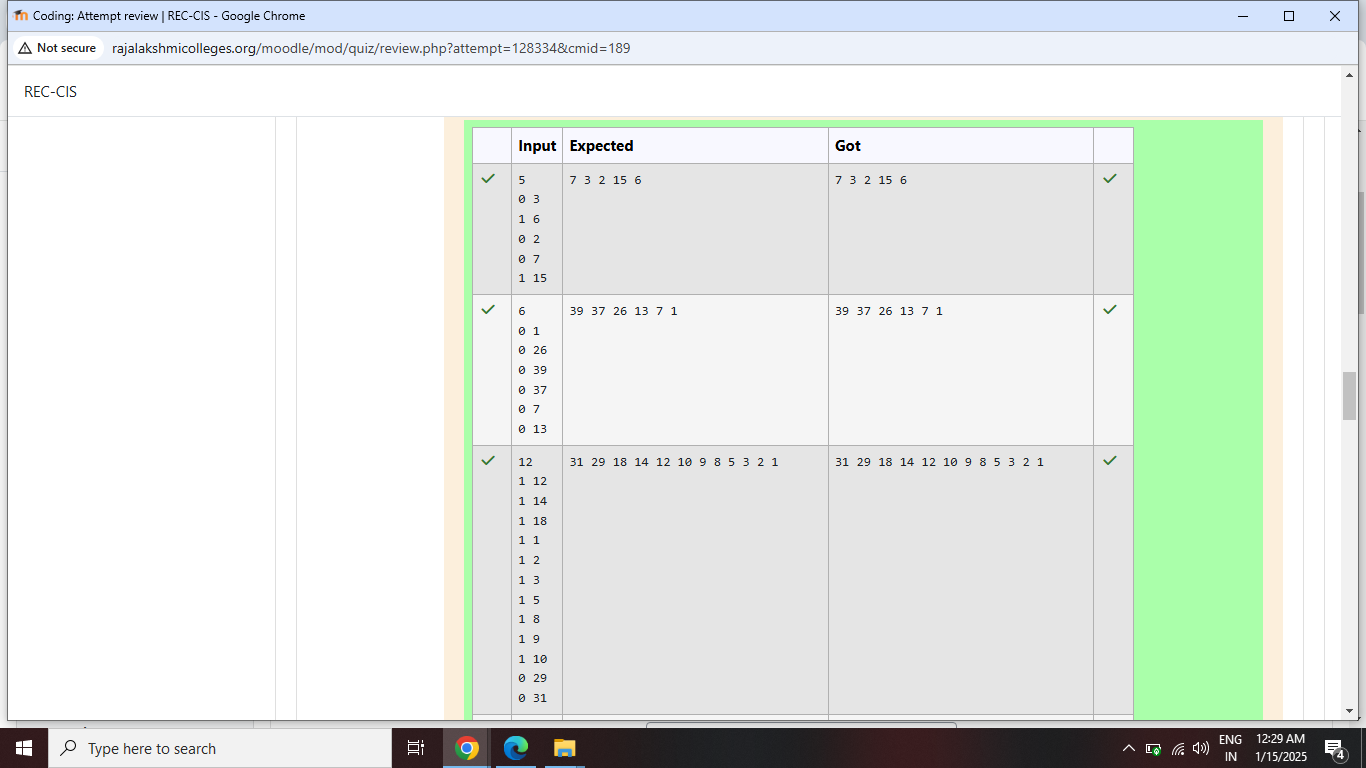 Coding: Attempt review | REC-CIS - Google Chrome
Not secure rajalakshmicolleges.org/moodle/mod/quiz/review.php?attempt=128334&cmid=189
REC-CIS
Input Expected Got
5 7 3 2 15 6 7 3 2 15 6
0 3
1 6
0 2
0 7
1 15
6 39 37 26 13 7 1 39 37 26 13 7 1
0 1
0 26
0 39
0 37
0 7
0 13
12 31 29 18 14 12 10 9 8 5 3 2 1 31 29 18 14 12 10 9 8 5 3 2 1
1 12
1 14
1 18
1 1
1 2
1 3
1 5
1 8
1 9
1 10
0 29
0 31
Type here to search
ENG 12:29 AM
IN 1/15/2025 4